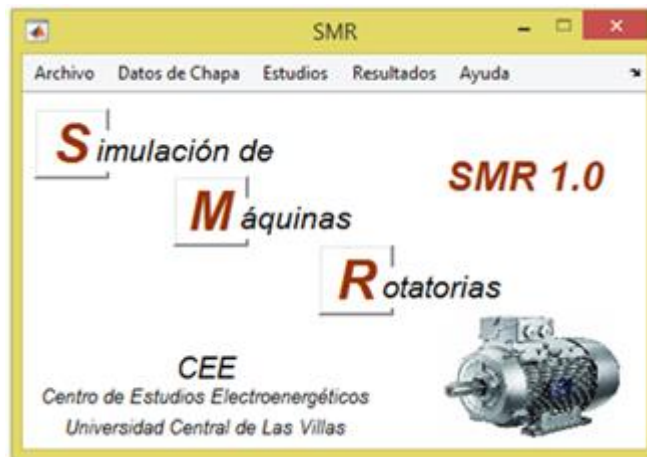 SMR
Archivo Datos de Chapa Estudios Resultados Ayuda
Simulación de
SMR 1.0
Máquinas
Rotatorias
CEE
Centro de Estudios Electroenergéticos
Universidad Central de Las Villas